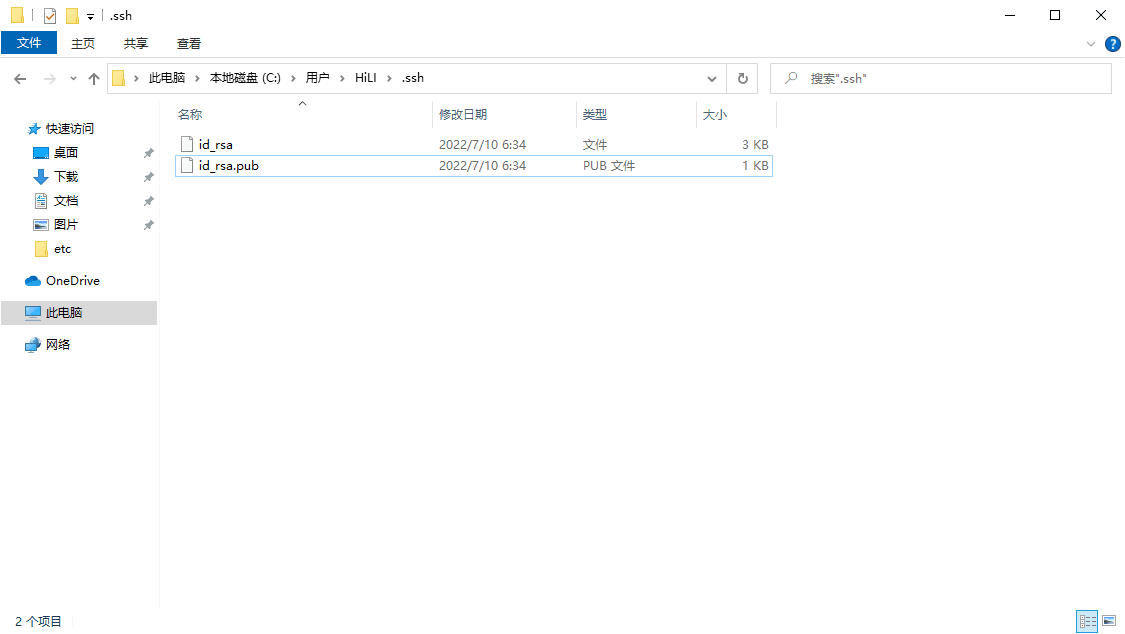 .ssh
文件 主页 共享 查看
此电脑 本地磁盘 (C:) 用户 HiLI .ssh 搜索".ssh"
名称 修改日期 类型 大小
快速访问
桌面
下载
文档
图片
etc
OneDrive
此电脑
网络
id_rsa 2022/7/10 6:34 文件 3 KB
id_rsa.pub 2022/7/10 6:34 PUB 文件 1 KB
2 个项目